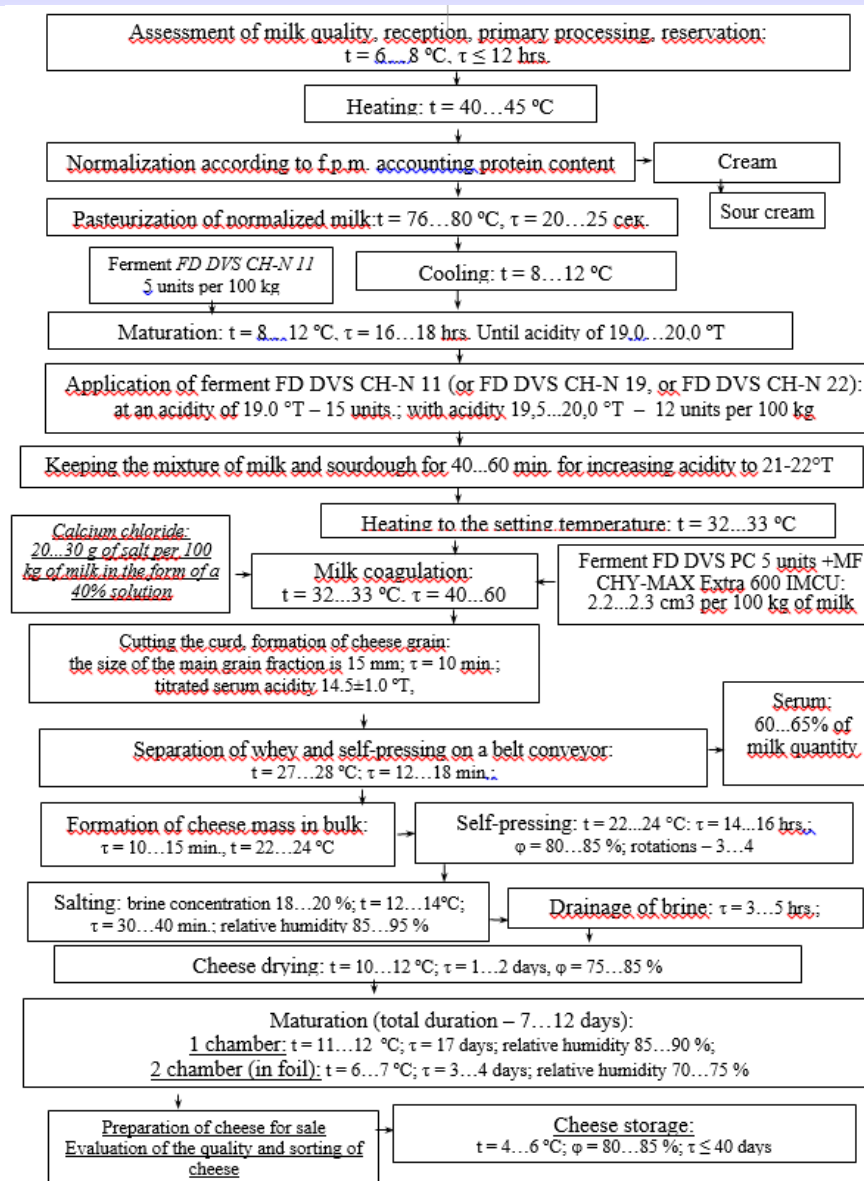 Assessment of milk quality, reception, primary processing, reservation:
t = 6…8 ºC, τ ≤ 12 hrs.
Heating: t = 40…45 ºC
Normalization according to f.p.m. accounting protein content
Cream
Sour cream
Pasteurization of normalized milk:t = 76…80 ºC, τ = 20…25 сек.
Ferment FD DVS CH-N 11
5 units per 100 kg
Cooling: t = 8…12 ºC
Maturation: t = 8…12 ºC, τ = 16…18 hrs. Until acidity of 19,0…20,0 ºT
Application of ferment FD DVS CH-N 11 (or FD DVS CH-N 19, or FD DVS CH-N 22):
at an acidity of 19.0 °T – 15 units.; with acidity 19,5...20,0 °T – 12 units per 100 kg
Keeping the mixture of milk and sourdough for 40...60 min. for increasing acidity to 21-22°T
Heating to the setting temperature: t = 32...33 ºC
Calcium chloride:
20...30 g of salt per 100
kg of milk in the form of a
40% solution
Milk coagulation:
t = 32...33 ºC. τ = 40...60
Ferment FD DVS PC 5 units +MF
CHY-MAX Extra 600 IMCU:
2.2...2.3 cm3 per 100 kg of milk
Cutting the curd, formation of cheese grain:
the size of the main grain fraction is 15 mm; τ = 10 min.;
titrated serum acidity 14.5±1.0 ºT,
Serum:
60...65% of
milk quantity
Separation of whey and self-pressing on a belt conveyor:
t = 27…28 ºC; τ = 12…18 min.;
Formation of cheese mass in bulk:
τ = 10…15 min., t = 22…24 ºC
Self-pressing: t = 22...24 °C: τ = 14...16 hrs.;
φ = 80…85 %; rotations – 3…4
Salting: brine concentration 18…20 %; t = 12…14ºC;
τ = 30…40 min.; relative humidity 85…95 %
Drainage of brine: τ = 3…5 hrs.;
Cheese drying: t = 10…12 ºC; τ = 1…2 days, φ = 75…85 %
Maturation (total duration – 7…12 days):
1 chamber: t = 11…12 ºC; τ = 17 days; relative humidity 85…90 %;
2 chamber (in foil): t = 6…7 ºC; τ = 3…4 days; relative humidity 70…75 %
Preparation of cheese for sale
Evaluation of the quality and sorting of
cheese
Cheese storage:
t = 4…6 ºC; φ = 80…85 %; τ ≤ 40 days